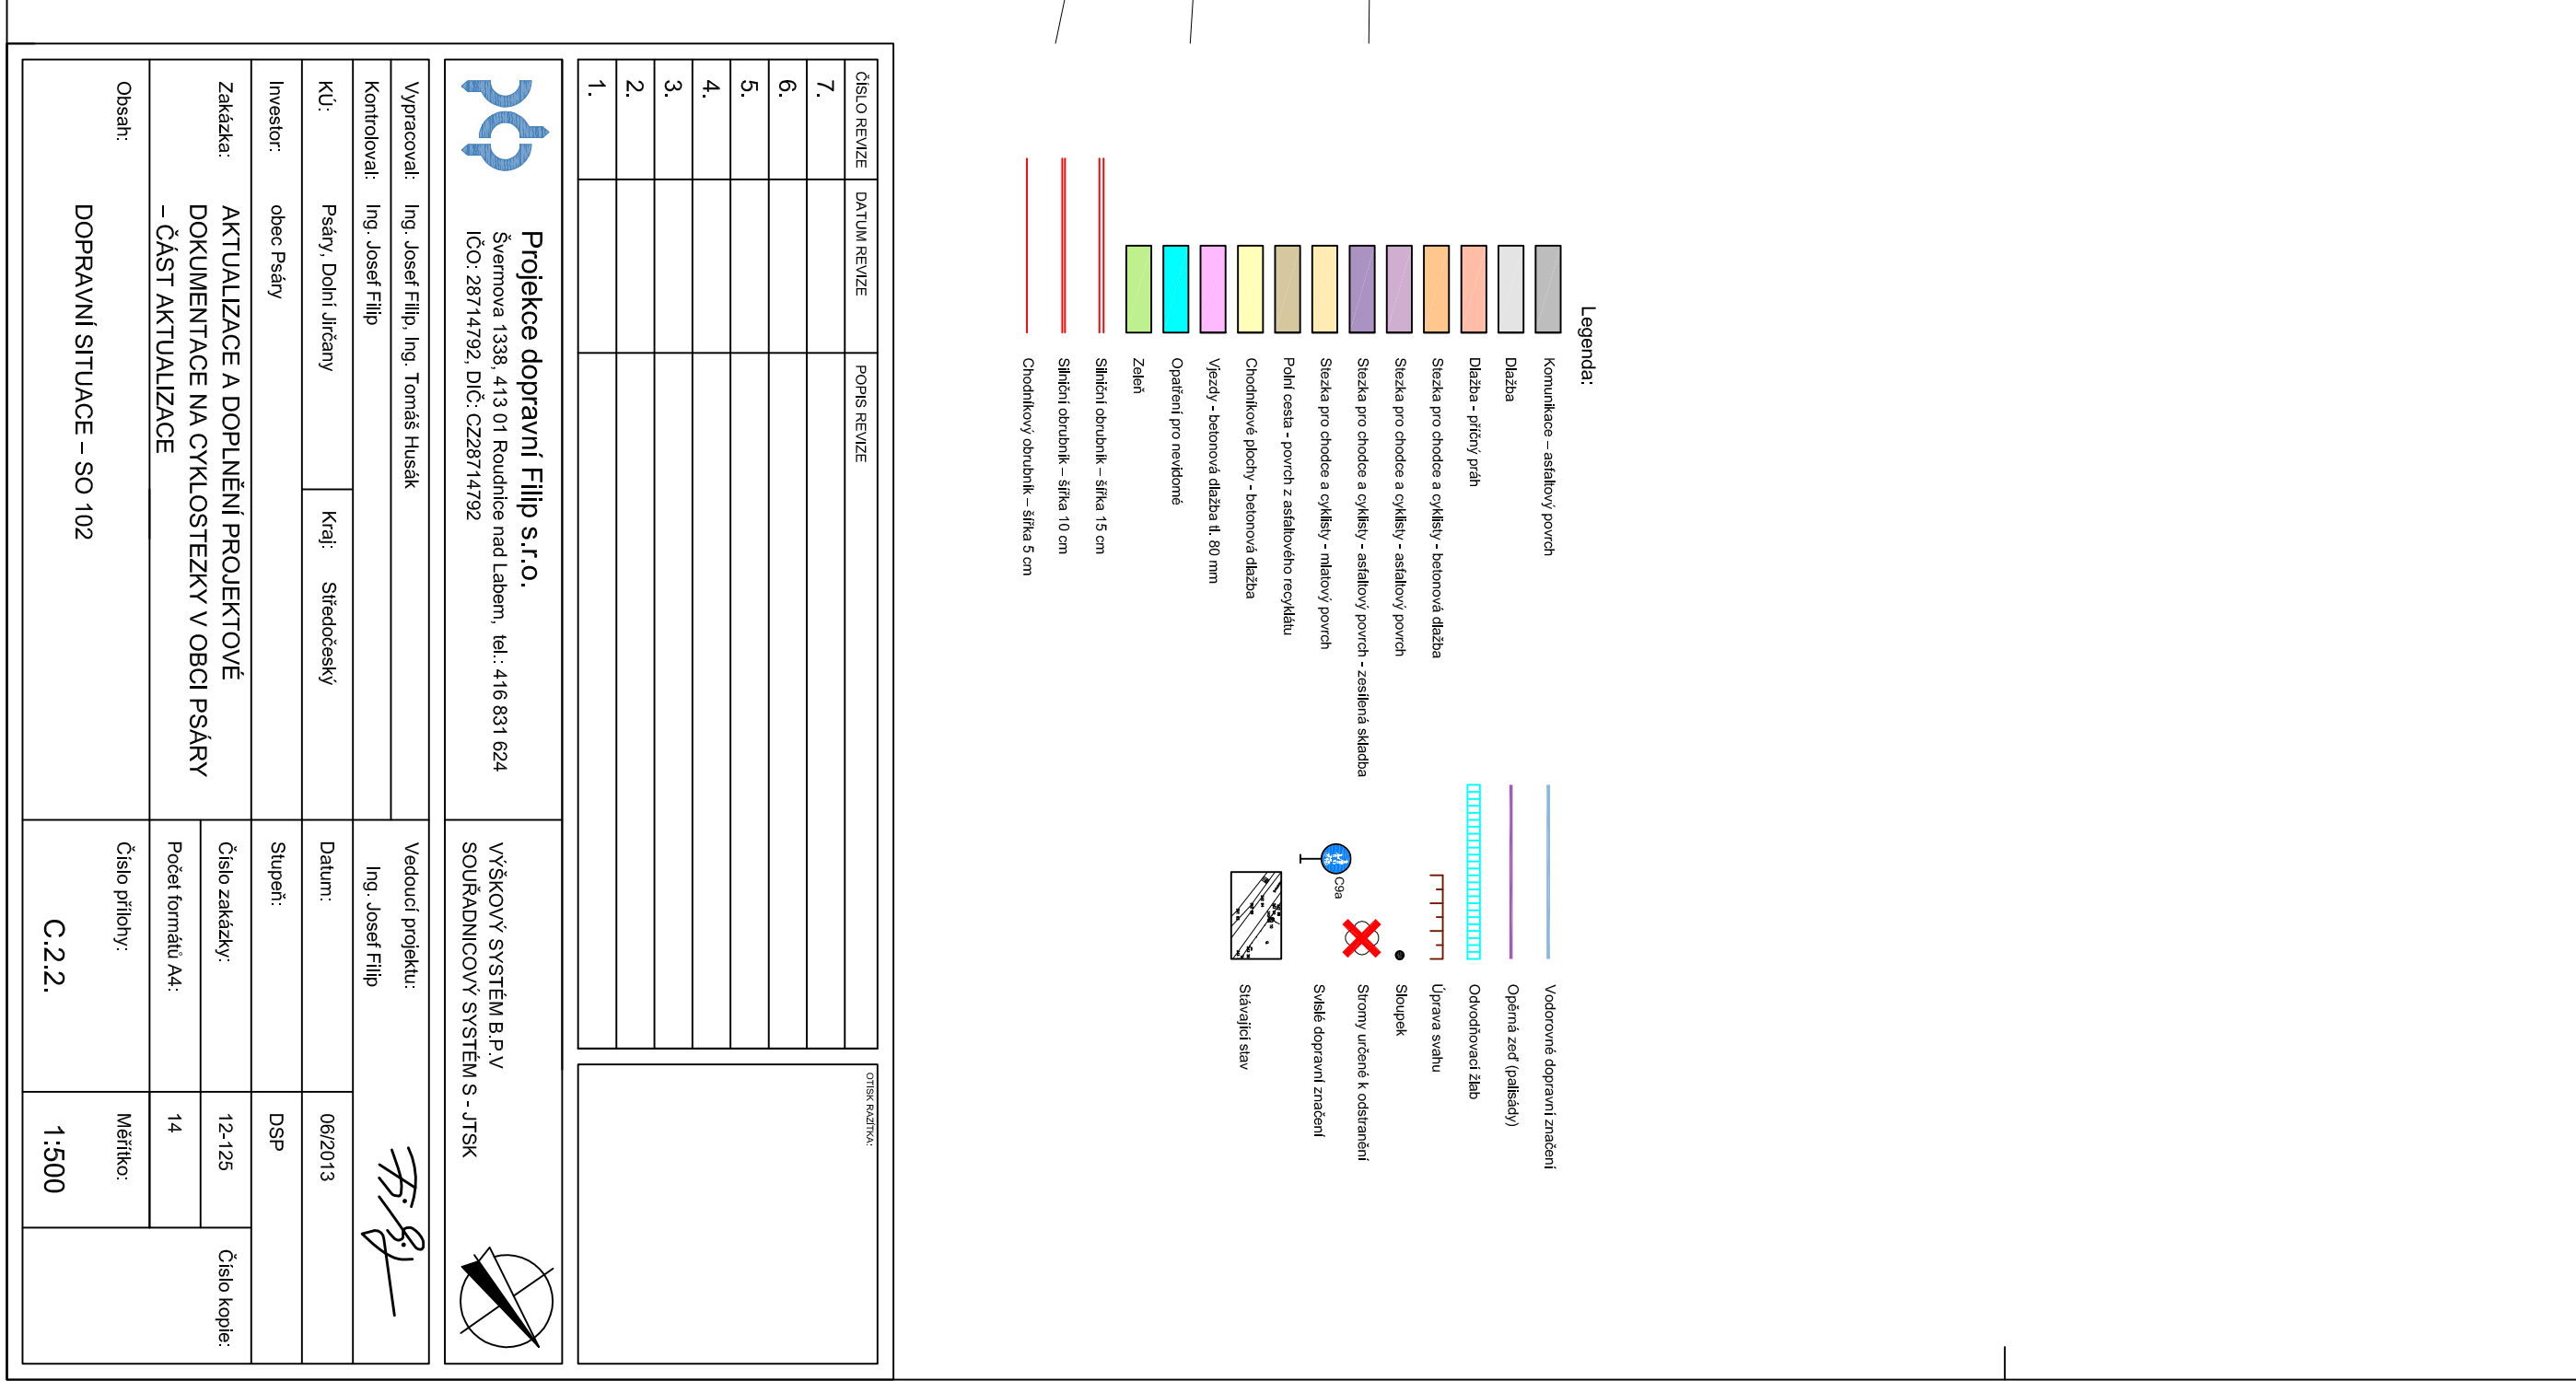 Legenda:
Komunikace – asfaltový povrch
Dlažba
Dlažba - příčný práh
Stezka pro chodce a cyklisty - betonová dlažba
Stezka pro chodce a cyklisty - asfaltový povrch
Stezka pro chodce a cyklisty - asfaltový povrch - zesílená skladba
Stezka pro chodce a cyklisty - mlatový povrch
Polní cesta - povrch z asfaltového recyklátu
Chodníkové plochy - betonová dlažba
Vjezdy - betonová dlažba tl. 80 mm
Opatření pro nevidomé
Zeleň
Silniční obrubník – šířka 15 cm
Silniční obrubník – šířka 10 cm
Chodníkový obrubník – šířka 5 cm
Vodorovné dopravní značení
Opěrná zeď (palisády)
Odvodňovací žlab
Úprava svahu
Sloupek
Stromy určené k odstranění
C9a
Svislé dopravní značení
Stávající stav
ČÍSLO REVIZE
DATUM REVIZE
POPIS REVIZE
OTISK RAZÍTKA:
7.
6.
5.
4.
3.
2.
1.
Projekce dopravní Filip s.r.o.
Švermova 1338, 413 01 Roudnice nad Labem, tel.: 416 831 624
IČO: 28714792, DIČ: CZ28714792
VÝŠKOVÝ SYSTÉM B.P.V
SOUŘADNICOVÝ SYSTÉM S - JTSK
Vypracoval: Ing. Josef Filip, Ing. Tomáš Husák
Kontroloval: Ing. Josef Filip
Vedoucí projektu:
Ing. Josef Filip
KÚ: Psáry, Dolní Jirčany
Kraj: Středočeský
Datum: 06/2013
Investor: obec Psáry
Stupeň: DSP
Zakázka: AKTUALIZACE A DOPLNĚNÍ PROJEKTOVÉ
DOKUMENTACE NA CYKLOSTEZKY V OBCI PSÁRY
– ČÁST AKTUALIZACE
Číslo zakázky: 12-125
Číslo kopie:
Počet formátů A4: 14
Obsah:
DOPRAVNÍ SITUACE – SO 102
Číslo přílohy:
C.2.2.
Měřítko:
1:500